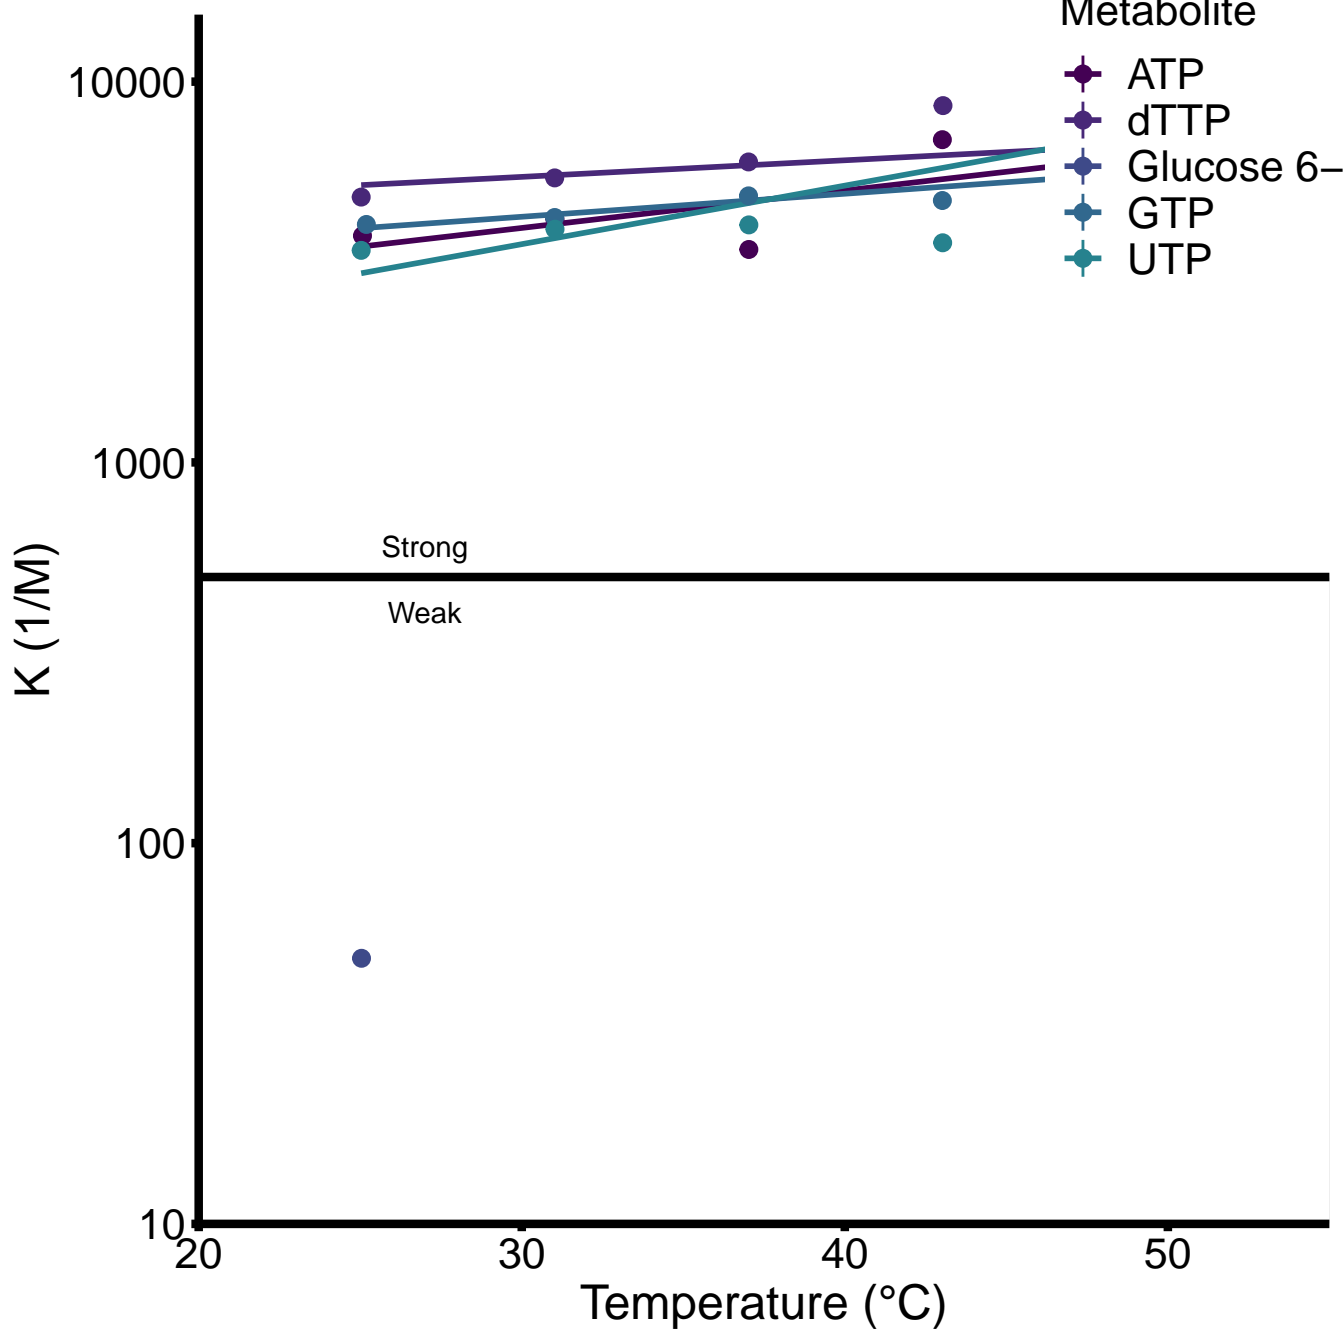 Metabolite
ATP
dTTP
Glucose 6–
GTP
UTP
10000
1000
100
10
K (1/M)
Strong
Weak
20
30
40
50
Temperature (°C)